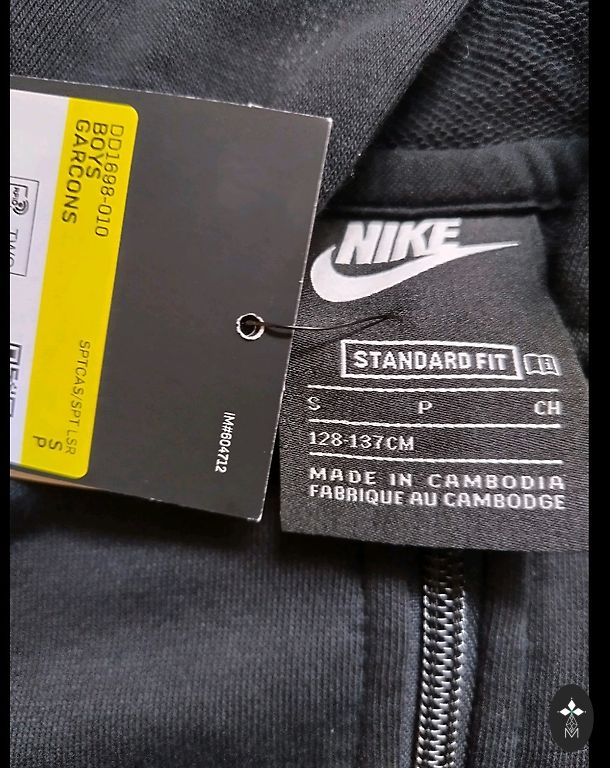 DD1698-010
BOYS
GARCONS
SPTCAS/SPT LSR
S
P
IM#604712
NIKE
STANDARD FIT
S P CH
128-137CM
MADE IN CAMBODIA
FABRIQUE AU CAMBODGE
M